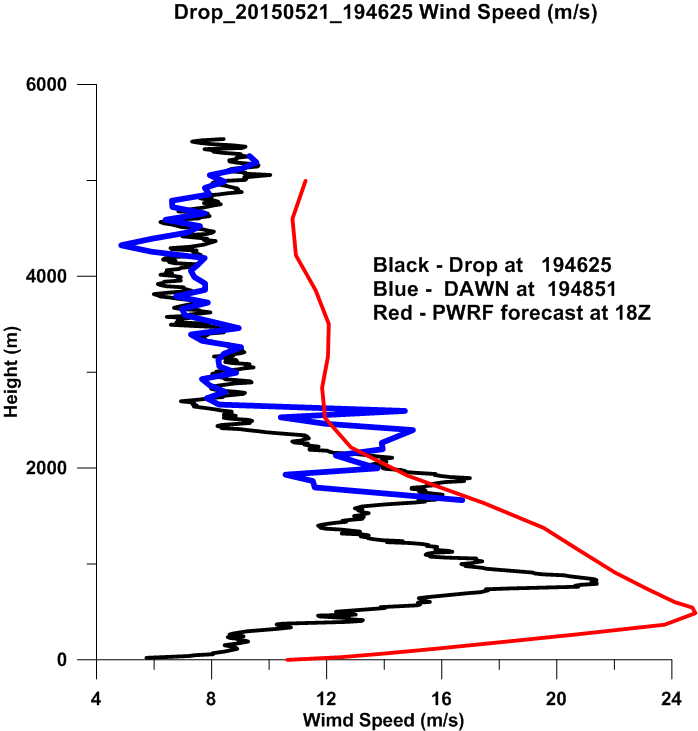 Drop_20150521_194625 Wind Speed (m/s)
6000
Black - Drop at 194625
4000
Blue - DAWN at 194851
Red - PWRF forecast at 18Z
Height (m)
2000
0
4 8 12 16 20 24
Wimd Speed (m/s)